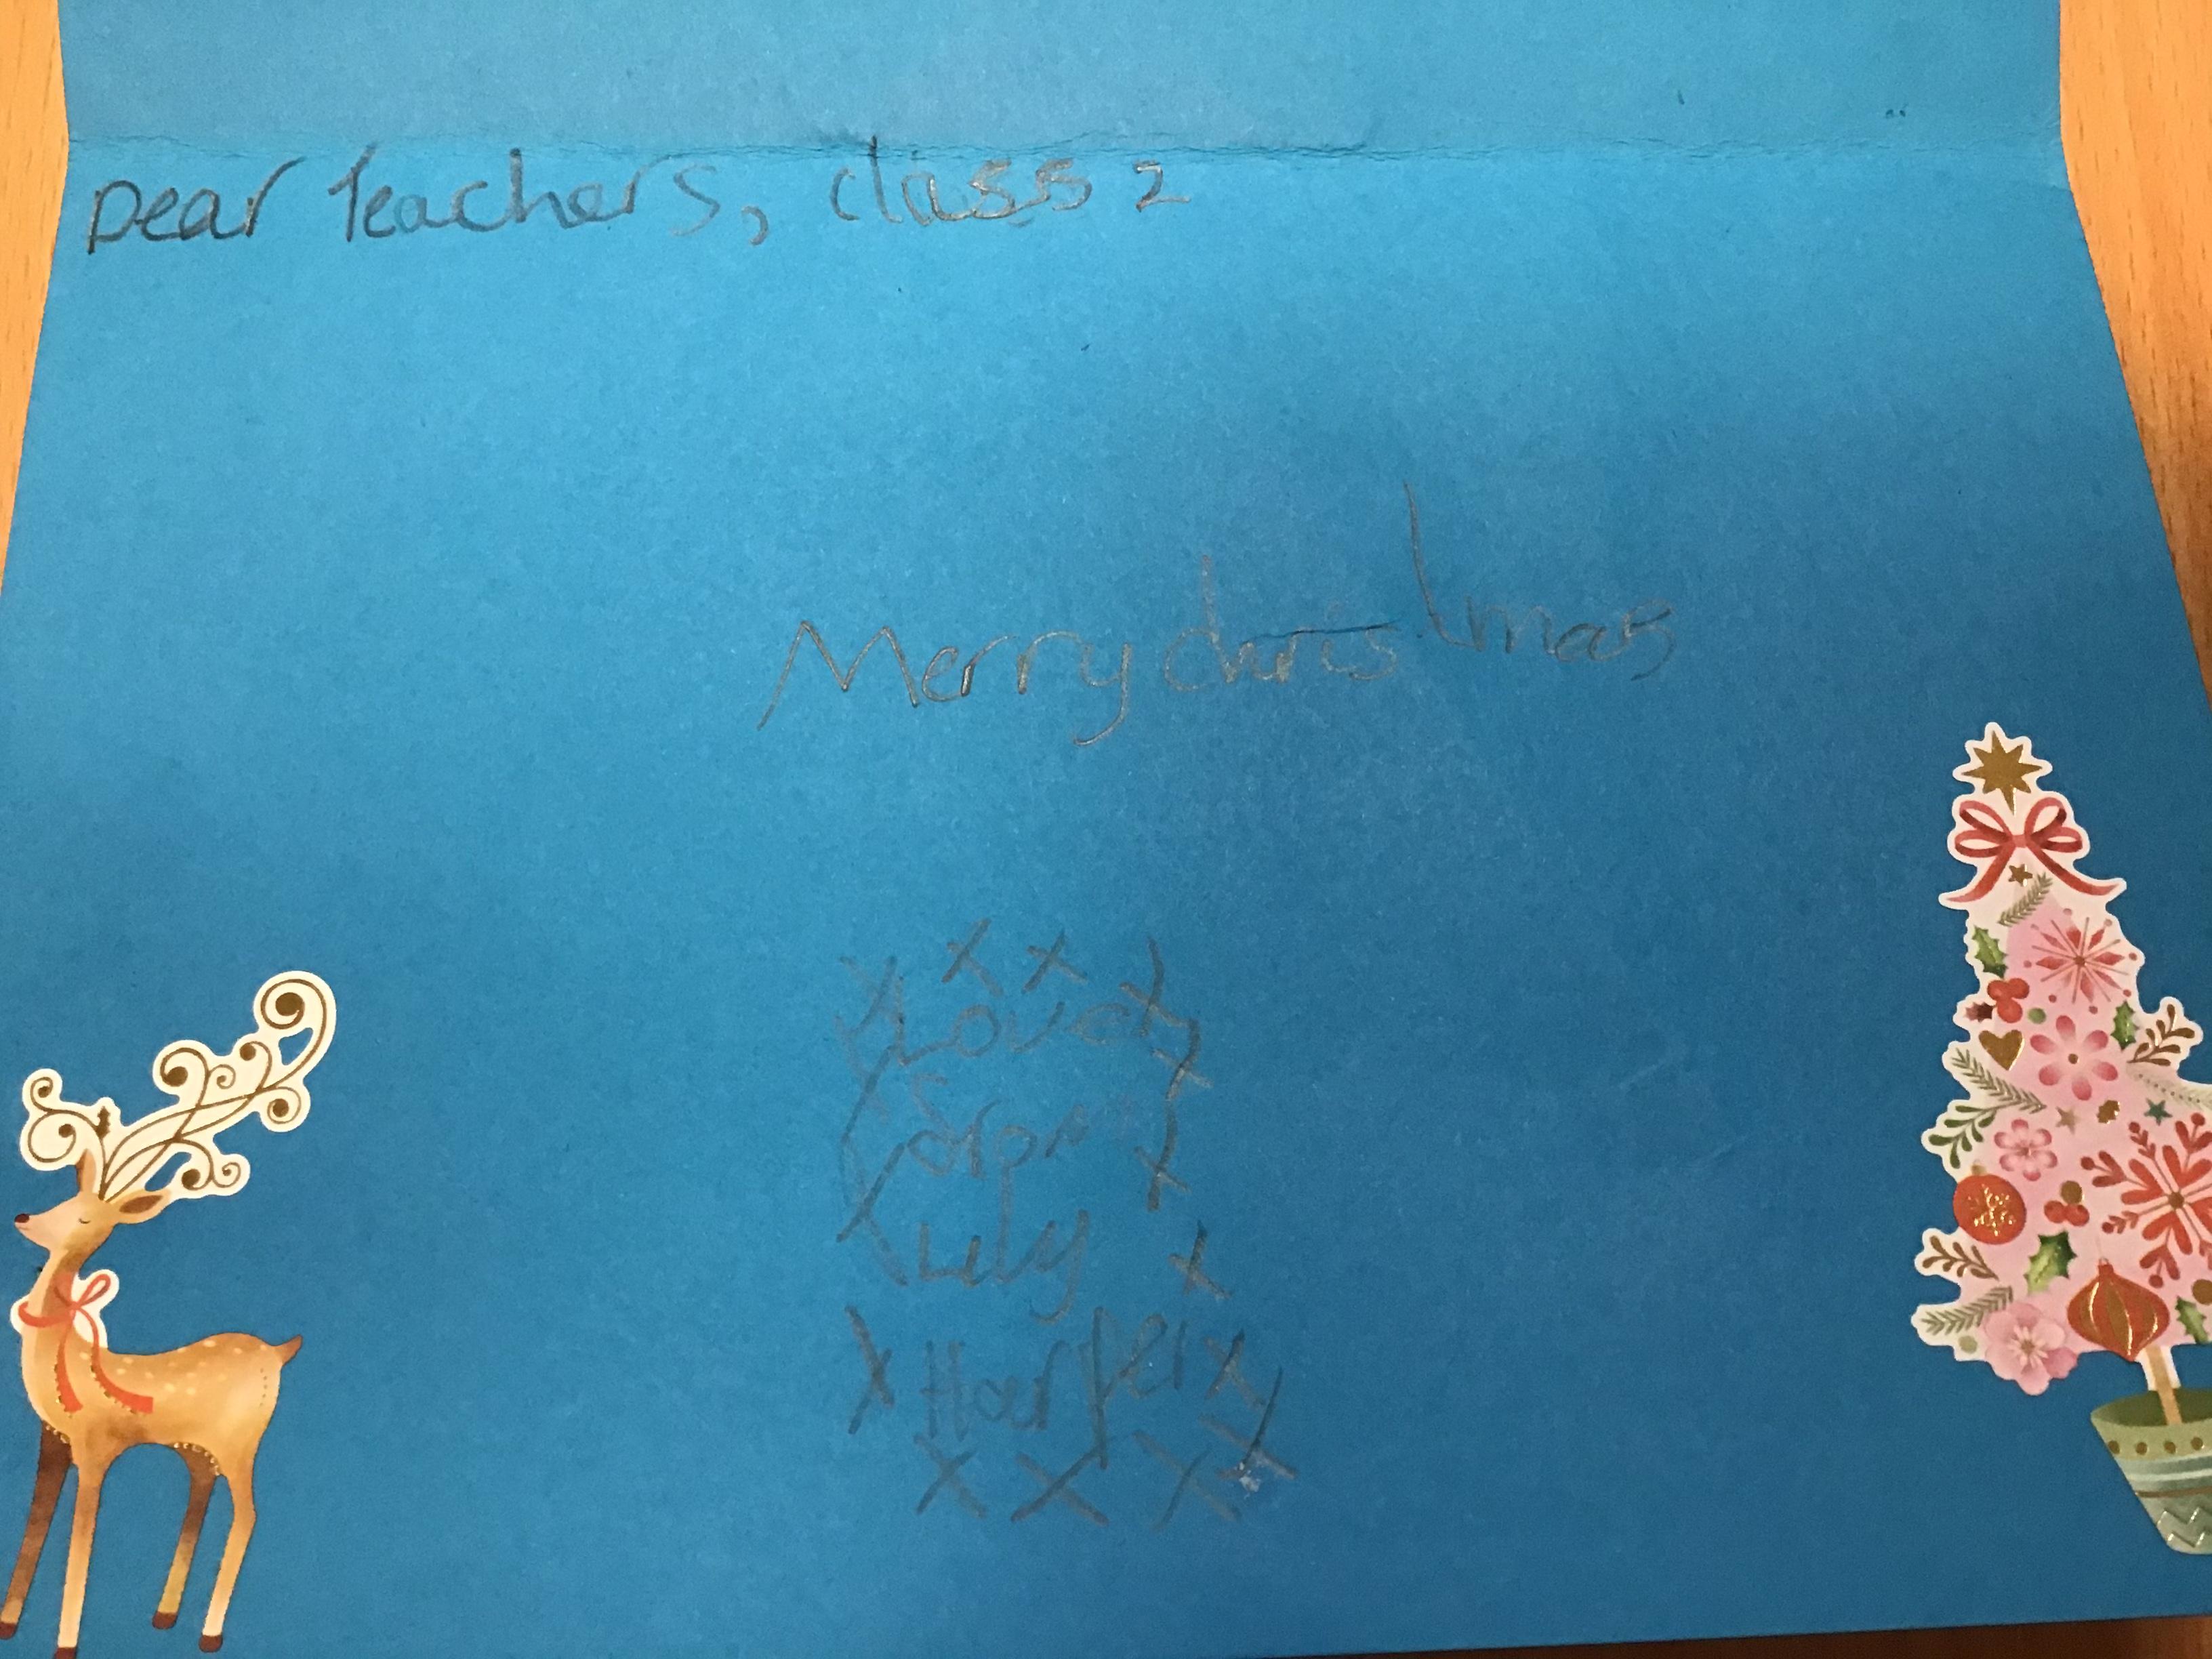 Dear Teachers, class 2
Merry christmas
x x x x
x Love x
x x
x x
x Lily x
x Harper x
x x x x